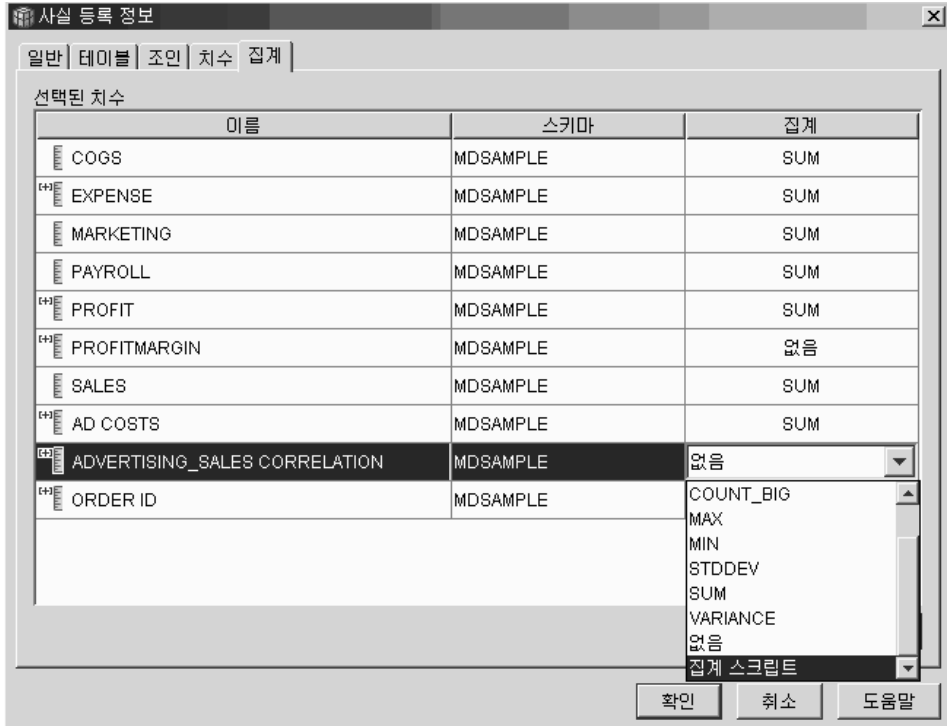 사실 등록 정보
일반 테이블 조인 치수 집계
선택된 치수
이름 스키마 집계
COGS MDSAMPLE SUM
[+] EXPENSE MDSAMPLE SUM
MARKETING MDSAMPLE SUM
PAYROLL MDSAMPLE SUM
[+] PROFIT MDSAMPLE SUM
[+] PROFITMARGIN MDSAMPLE 없음
SALES MDSAMPLE SUM
[+] AD COSTS MDSAMPLE SUM
[+] ADVERTISING_SALES CORRELATION MDSAMPLE 없음
[+] ORDER ID MDSAMPLE
COUNT_BIG
MAX
MIN
STDDEV
SUM
VARIANCE
없음
집계 스크립트
확인 취소 도움말